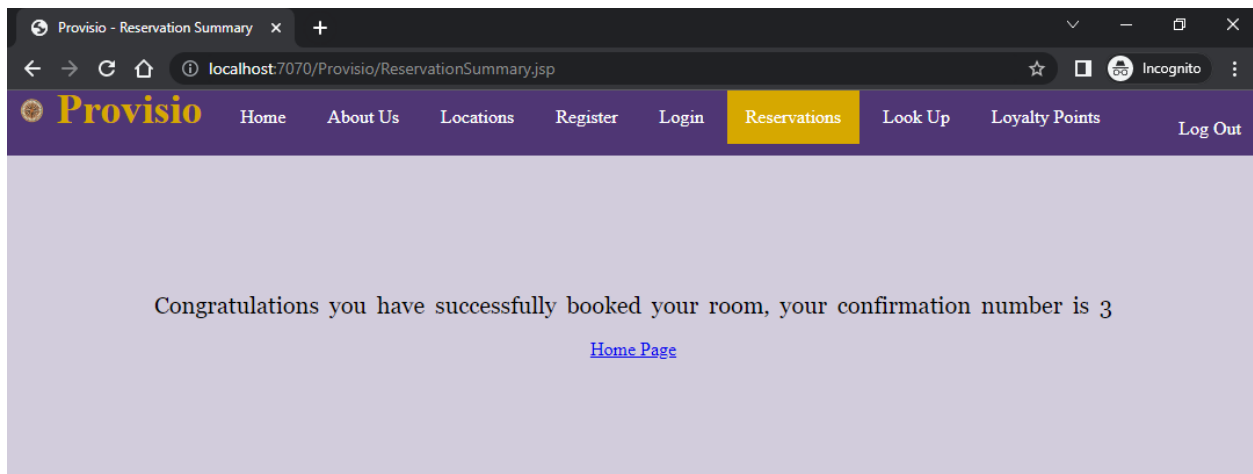 Provisio - Reservation Summary
localhost:7070/Provisio/ReservationSummary.jsp
Incognito
Provisio Home About Us Locations Register Login Reservations Look Up Loyalty Points Log Out
Congratulations you have successfully booked your room, your confirmation number is 3
Home Page